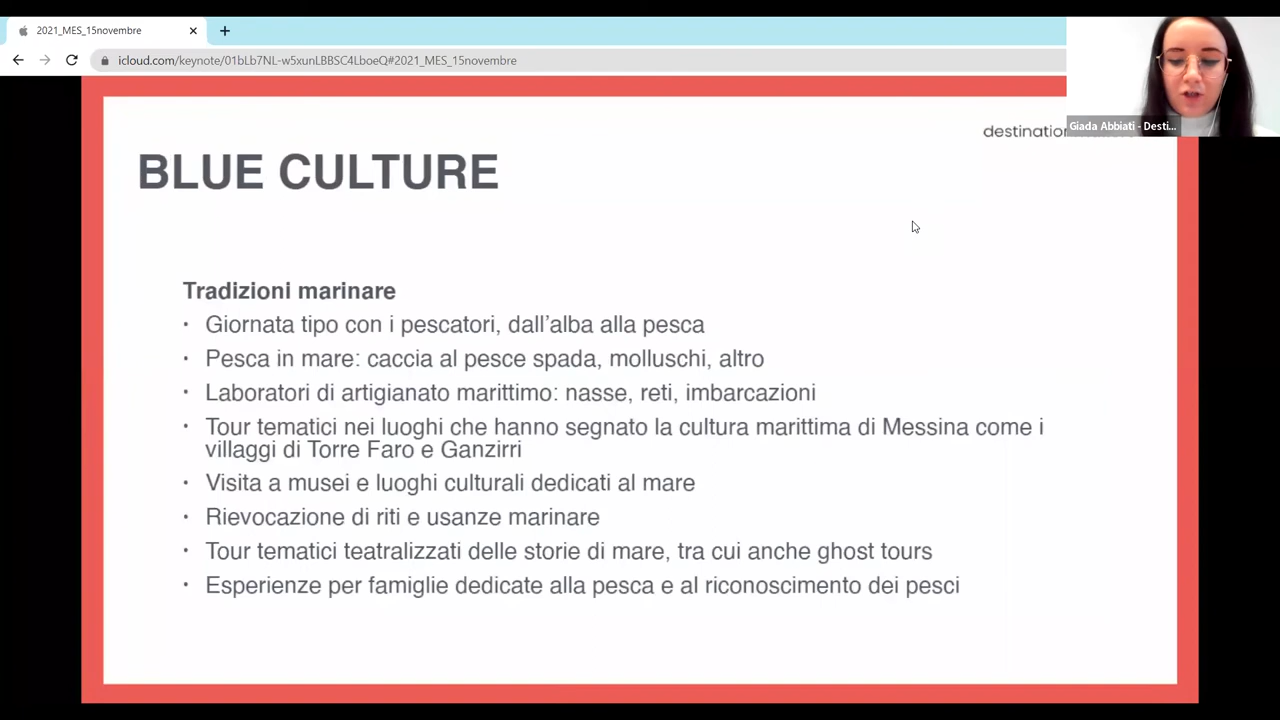 2021_MES_15novembre
icloud.com/keynote/01bLb7NL-w5xunLBBSC4LboeQ#2021_MES_15novembre
Giada Abbiati - Desti...
destination
BLUE CULTURE
Tradizioni marinare
• Giornata tipo con i pescatori, dall’alba alla pesca
• Pesca in mare: caccia al pesce spada, molluschi, altro
• Laboratori di artigianato marittimo: nasse, reti, imbarcazioni
• Tour tematici nei luoghi che hanno segnato la cultura marittima di Messina come i
villaggi di Torre Faro e Ganzirri
• Visita a musei e luoghi culturali dedicati al mare
• Rievocazione di riti e usanze marinare
• Tour tematici teatralizzati delle storie di mare, tra cui anche ghost tours
• Esperienze per famiglie dedicate alla pesca e al riconoscimento dei pesci